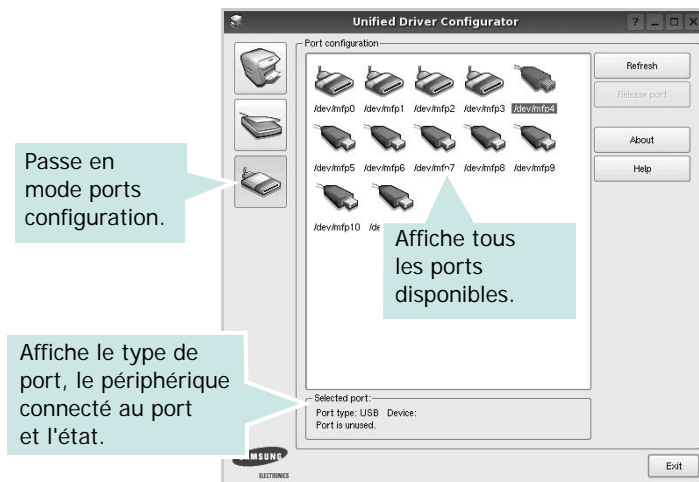 Unified Driver Configurator
Port configuration
/dev/mfp0 /dev/mfp1 /dev/mfp2 /dev/mfp3 /dev/mfp4
/dev/mfp5 /dev/mfp6 /dev/mfp7 /dev/mfp8 /dev/mfp9
/dev/mfp10
Refresh
Release port
About
Help
Passe en
mode ports
configuration.
Affiche tous
les ports
disponibles.
Affiche le type de
port, le périphérique
connecté au port
et l'état.
Selected port:
Port type: USB Device:
Port is unused.
SAMSUNG
ELECTRONICS
Exit